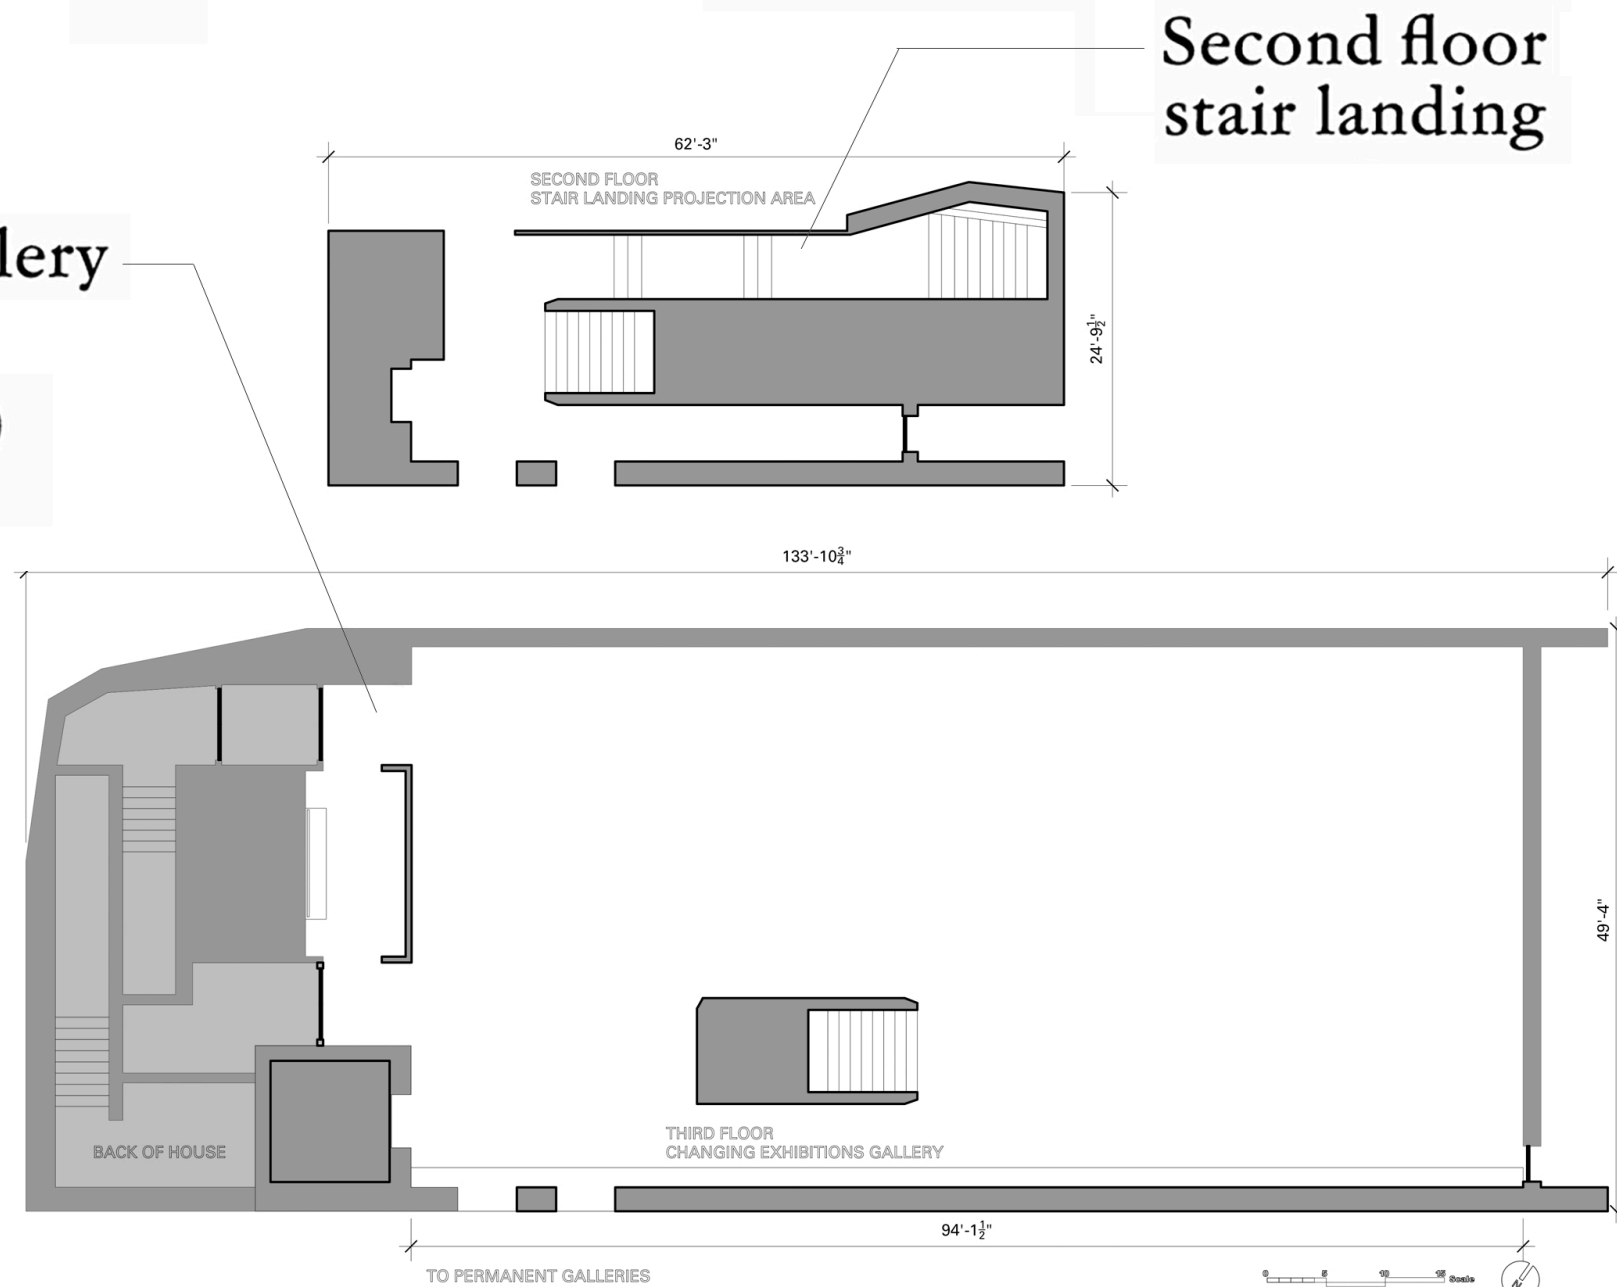 Second floor
stair landing
62'-3"
SECOND FLOOR
STAIR LANDING PROJECTION AREA
lery
24'-9½"
133'-10¾"
49'-4"
THIRD FLOOR
CHANGING EXHIBITIONS GALLERY
BACK OF HOUSE
94'-1½"
TO PERMANENT GALLERIES
0 5 10 15 Scale
N